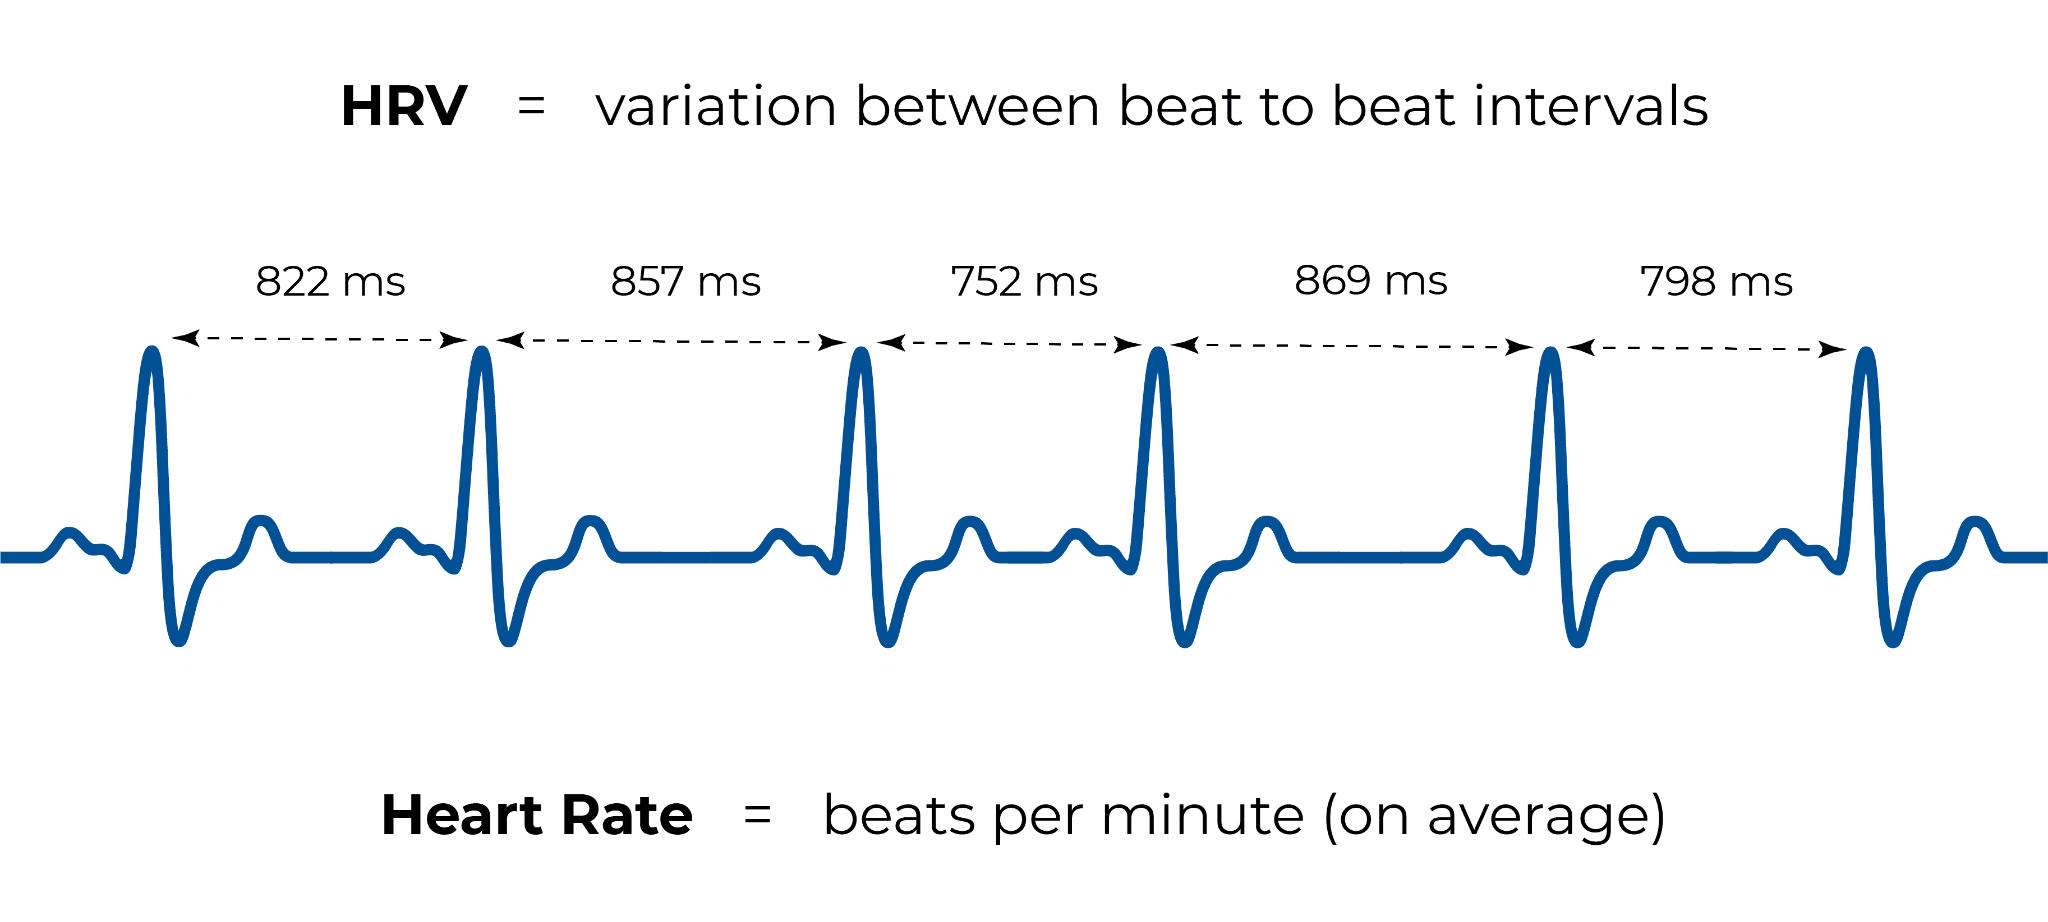 HRV = variation between beat to beat intervals
822 ms 857 ms 752 ms 869 ms 798 ms
Heart Rate = beats per minute (on average)